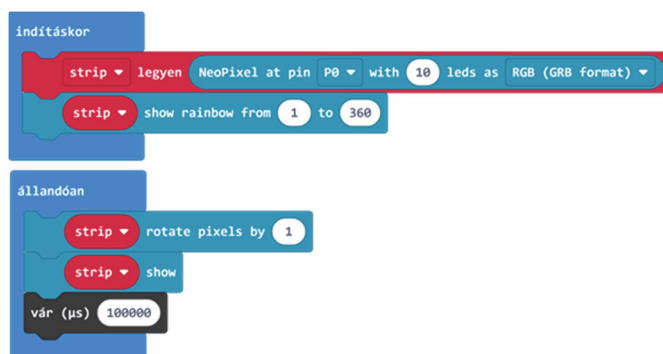 indításkor
strip legyen NeoPixel at pin P0 with 10 leds as RGB (GRB format)
strip show rainbow from 1 to 360
állandóan
strip rotate pixels by 1
strip show
vár (µs) 100000